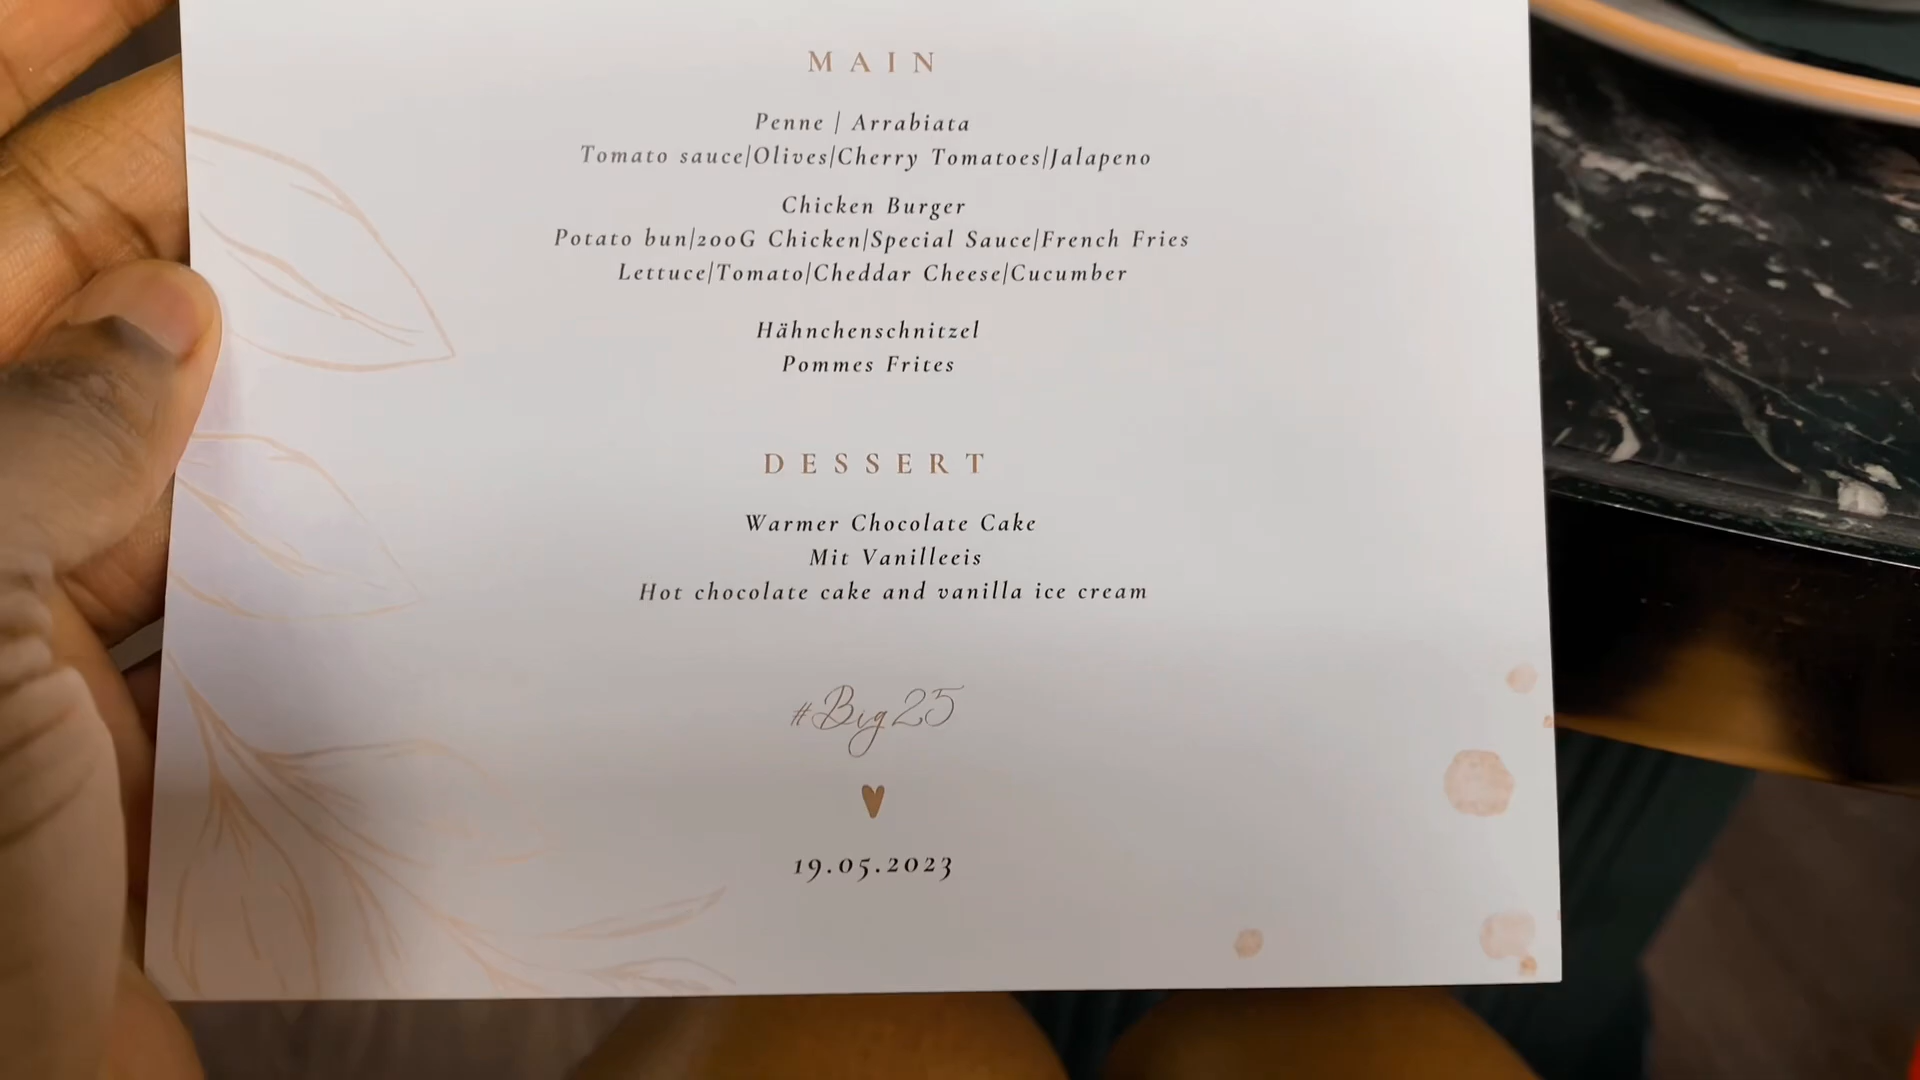 MAIN
Penne | Arrabiata
Tomato sauce|Olives|Cherry Tomatoes|Jalapeno
Chicken Burger
Potato bun|200G Chicken|Special Sauce|French Fries
Lettuce|Tomato|Cheddar Cheese|Cucumber
Hähnchenschnitzel
Pommes Frites
DESSERT
Warmer Chocolate Cake
Mit Vanilleeis
Hot chocolate cake and vanilla ice cream
#Big25
19.05.2023